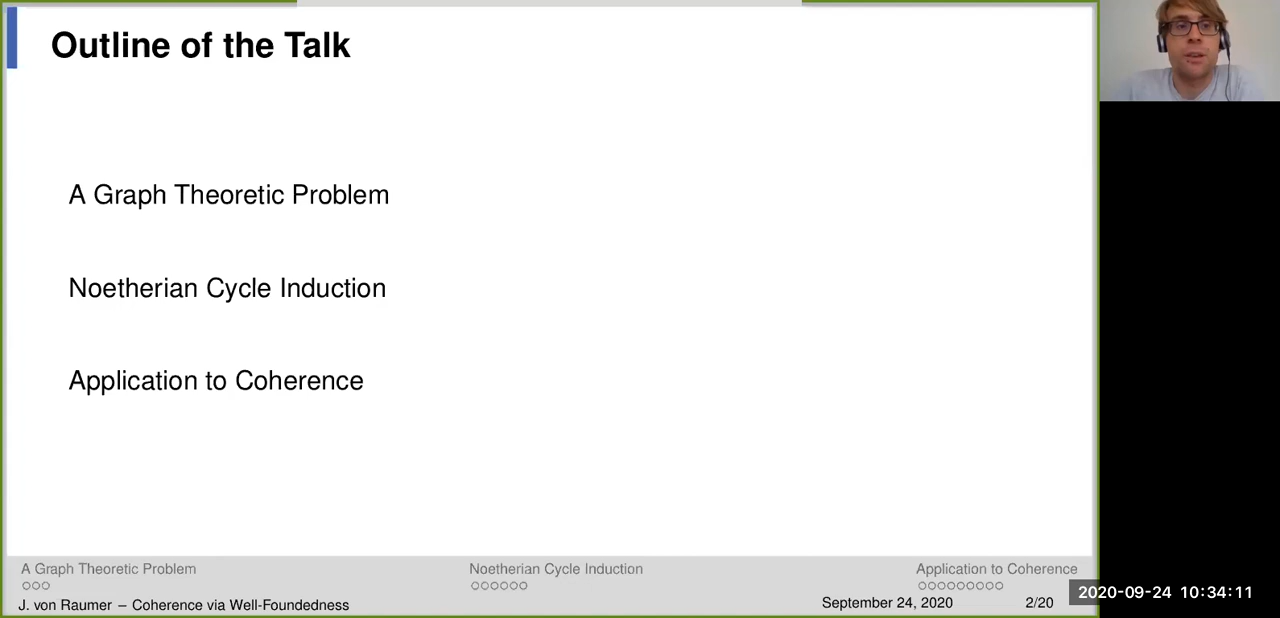 Outline of the Talk
A Graph Theoretic Problem
Noetherian Cycle Induction
Application to Coherence
A Graph Theoretic Problem
Noetherian Cycle Induction
Application to Coherence
J. von Raumer – Coherence via Well-Foundedness
September 24, 2020
2/20
2020-09-24 10:34:11